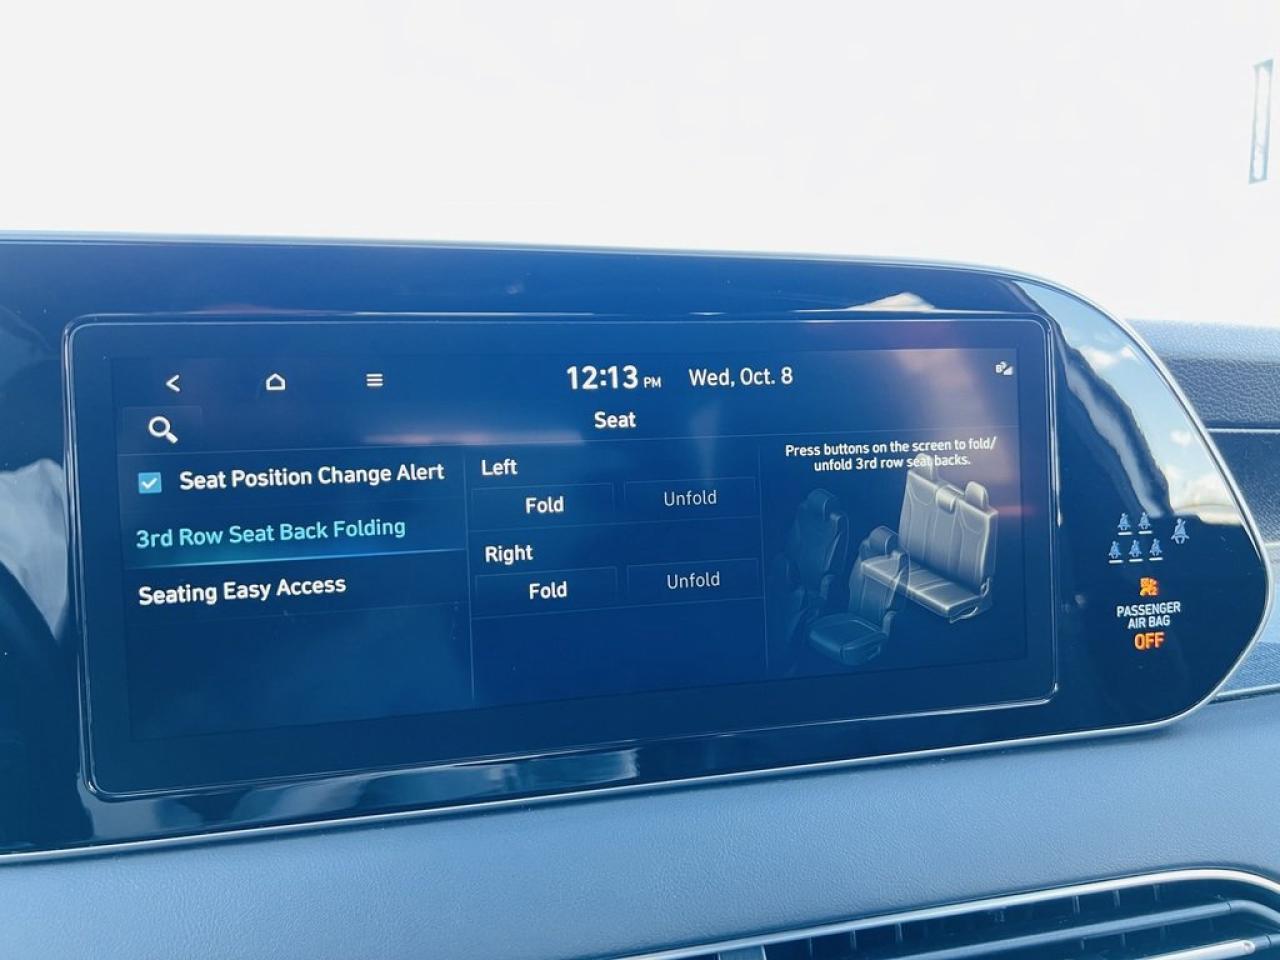 12:13 PM Wed, Oct. 8
Seat
Seat Position Change Alert
3rd Row Seat Back Folding
Seating Easy Access
Left
Fold
Unfold
Right
Fold
Unfold
Press buttons on the screen to fold/
unfold 3rd row seat backs.
PASSENGER
AIR BAG
OFF